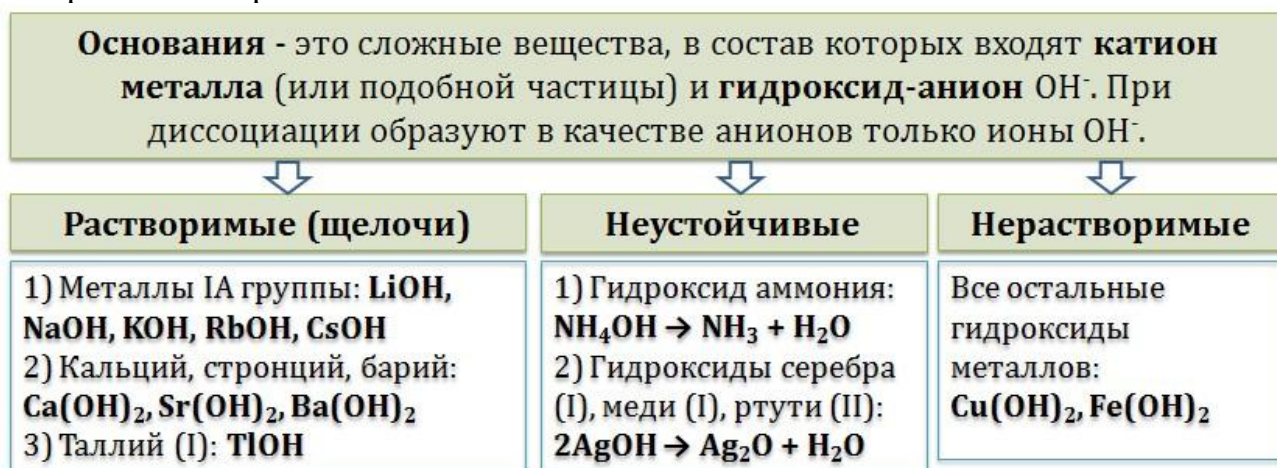 Основания - это сложные вещества, в состав которых входят катион
металла (или подобной частицы) и гидроксид-анион OH⁻. При
диссоциации образуют в качестве анионов только ионы OH⁻.
Растворимые (щелочи)
1) Металлы IA группы: LiOH,
NaOH, KOH, RbOH, CsOH
2) Кальций, стронций, барий:
Ca(OH)₂, Sr(OH)₂, Ba(OH)₂
3) Таллий (I): TlOH
Неустойчивые
1) Гидроксид аммония:
NH₄OH → NH₃ + H₂O
2) Гидроксиды серебра
(I), меди (I), ртути (II):
2AgOH → Ag₂O + H₂O
Нерастворимые
Все остальные
гидроксиды
металлов:
Cu(OH)₂, Fe(OH)₂